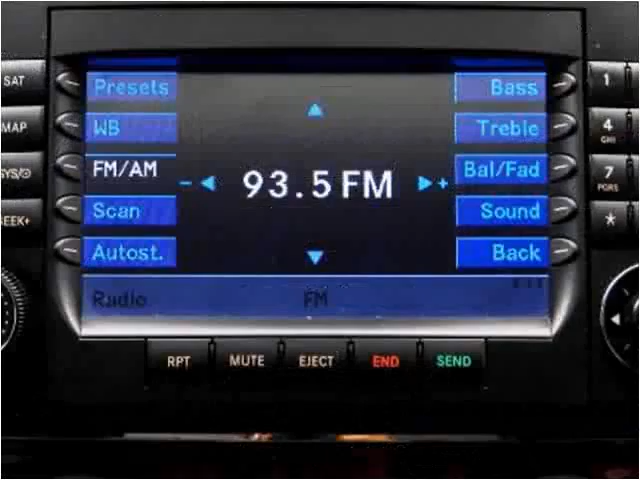 SAT
MAP
SYS/⊙
SEEK+
Presets
WB
FM/AM
Scan
Autost.
- 93.5 FM +
Bass
Treble
Bal/Fad
Sound
Back
Radio FM
1
4 GHI
7 PQRS
*
RPT MUTE EJECT END SEND